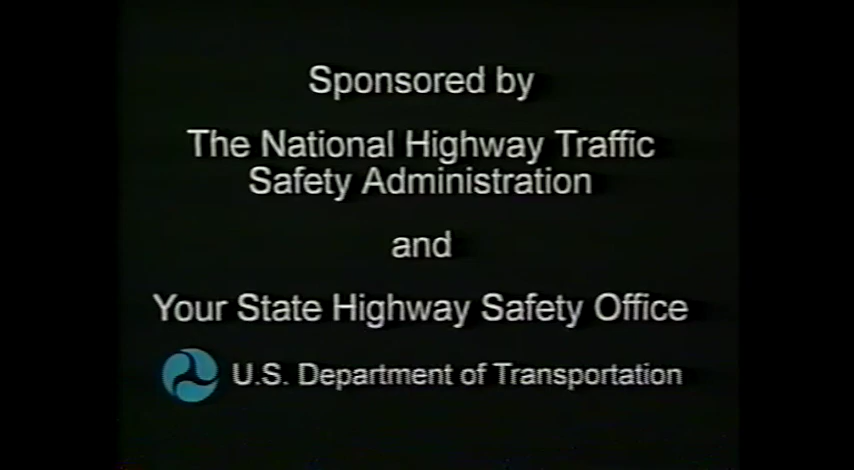 Sponsored by
The National Highway Traffic
Safety Administration
and
Your State Highway Safety Office
U.S. Department of Transportation